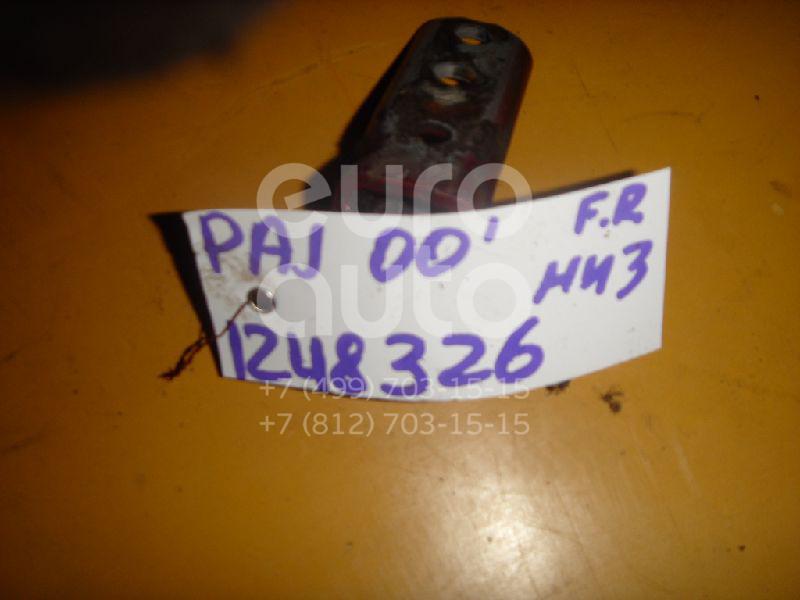 PAJ 00' F.R
низ
1248326
euro
auto
+7 (499) 703-15-15
+7 (812) 703-15-15